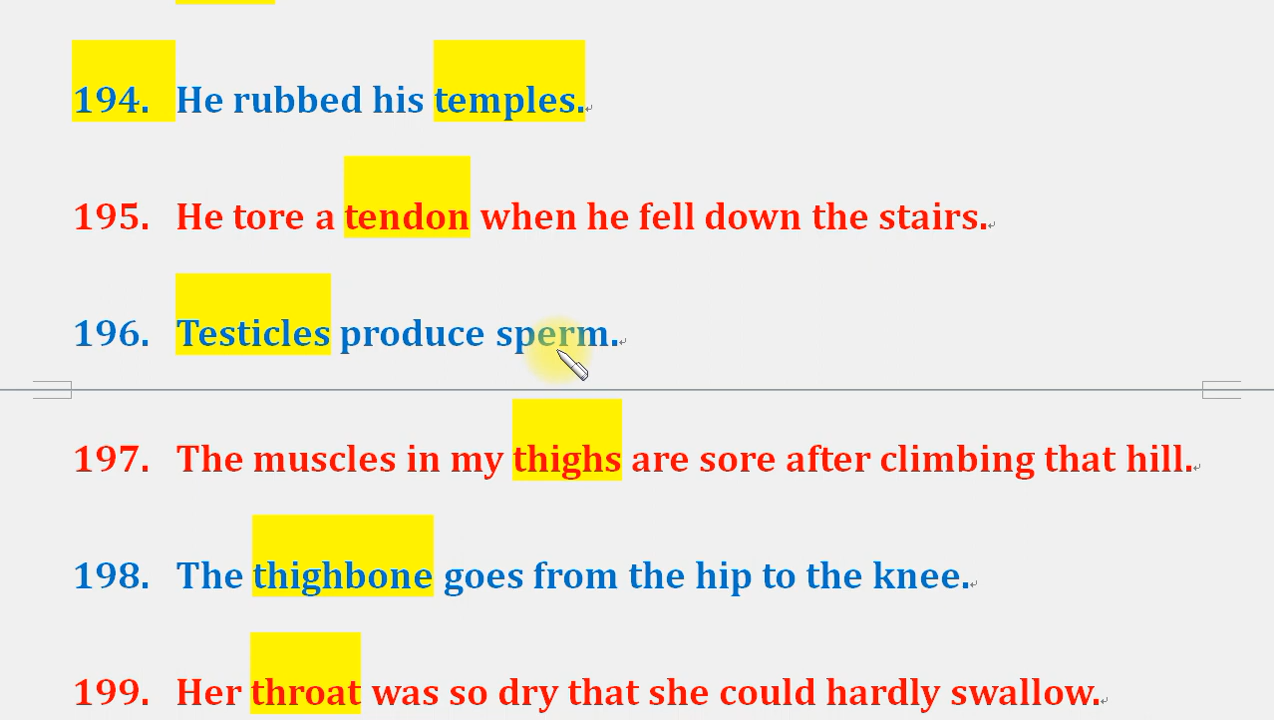 194. He rubbed his temples.
195. He tore a tendon when he fell down the stairs.
196. Testicles produce sperm.
197. The muscles in my thighs are sore after climbing that hill.
198. The thighbone goes from the hip to the knee.
199. Her throat was so dry that she could hardly swallow.